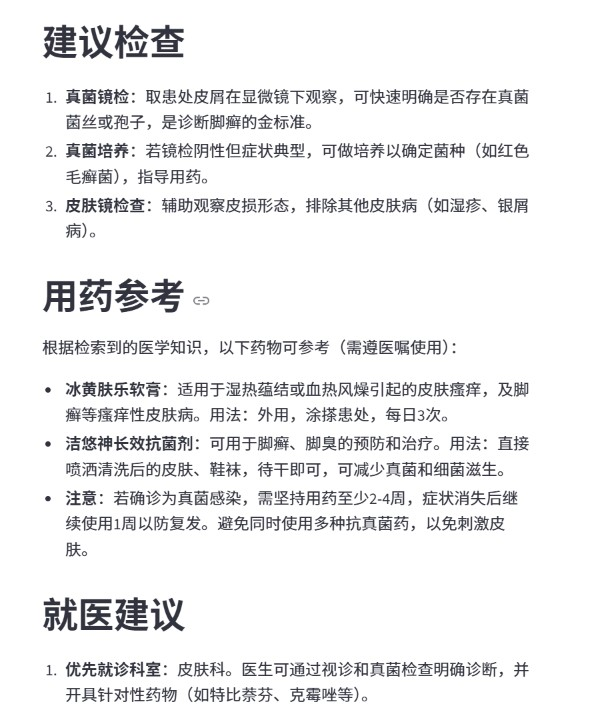 建议检查
1. 真菌镜检：取患处皮屑在显微镜下观察，可快速明确是否存在真菌
菌丝或孢子，是诊断脚癣的金标准。
2. 真菌培养：若镜检阴性但症状典型，可做培养以确定菌种（如红色
毛癣菌），指导用药。
3. 皮肤镜检查：辅助观察皮损形态，排除其他皮肤病（如湿疹、银屑
病）。
用药参考
根据检索到的医学知识，以下药物可参考（需遵医嘱使用）：
• 冰黄肤乐软膏：适用于湿热蕴结或血热风燥引起的皮肤瘙痒，及脚
癣等瘙痒性皮肤病。用法：外用，涂搽患处，每日3次。
• 洁悠神长效抗菌剂：可用于脚癣、脚臭的预防和治疗。用法：直接
喷洒清洗后的皮肤、鞋袜，待干即可，可减少真菌和细菌滋生。
• 注意：若确诊为真菌感染，需坚持用药至少2-4周，症状消失后继
续使用1周以防复发。避免同时使用多种抗真菌药，以免刺激皮
肤。
就医建议
1. 优先就诊科室：皮肤科。医生可通过视诊和真菌检查明确诊断，并
开具针对性药物（如特比萘芬、克霉唑等）。